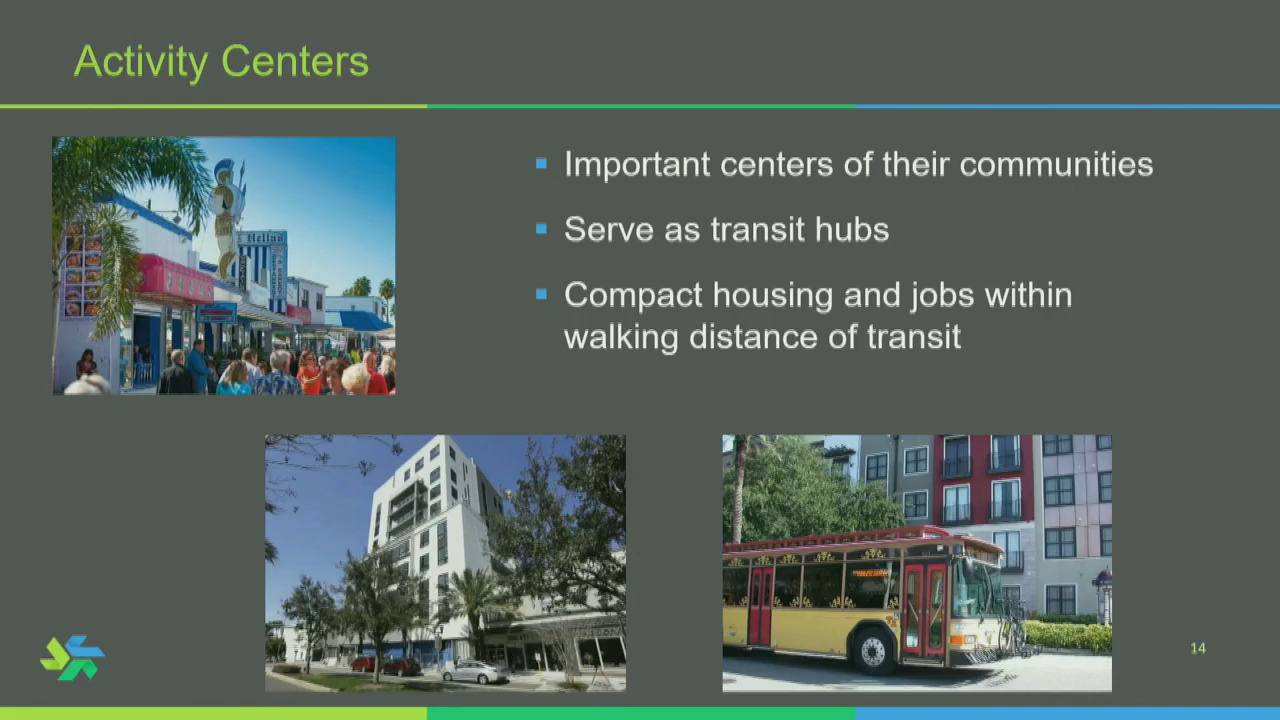 Activity Centers
Important centers of their communities
Serve as transit hubs
Compact housing and jobs within
walking distance of transit
Hellas
14